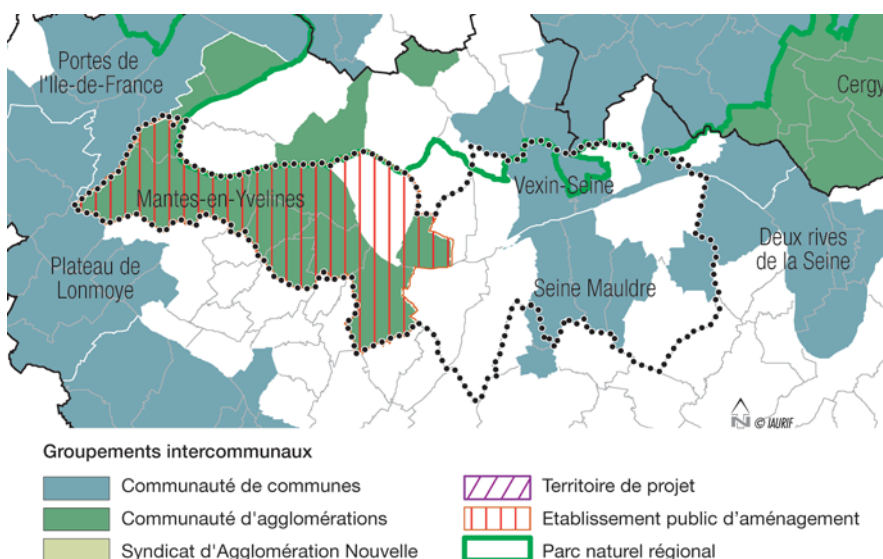 Portes de
l'Ile-de-France
Cergy
Mantes-en-Yvelines
Vexin-Seine
Plateau de
Lonmoye
Seine Mauldre
Deux rives
de la Seine
N © IAURIF
Groupements intercommunaux
Communauté de communes
Communauté d'agglomérations
Syndicat d'Agglomération Nouvelle
Territoire de projet
Etablissement public d'aménagement
Parc naturel régional